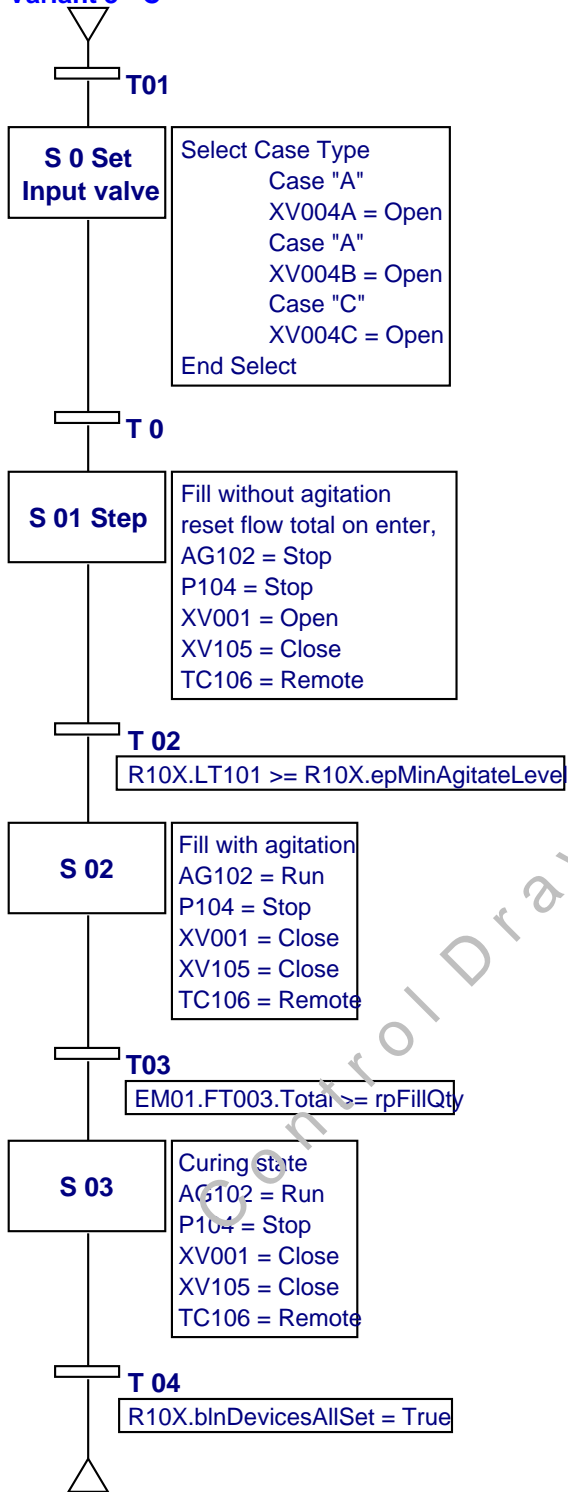 T01
S 0 Set
Input valve
Select Case Type
Case "A"
XV004A = Open
Case "A"
XV004B = Open
Case "C"
XV004C = Open
End Select
T 0
S 01 Step
Fill without agitation
reset flow total on enter,
AG102 = Stop
P104 = Stop
XV001 = Open
XV105 = Close
TC106 = Remote
T 02
R10X.LT101 >= R10X.epMinAgitateLevel
S 02
Fill with agitation
AG102 = Run
P104 = Stop
XV001 = Close
XV105 = Close
TC106 = Remote
T03
EM01.FT003.Total >= rpFillQty
S 03
Curing state
AG102 = Run
P104 = Stop
XV001 = Close
XV105 = Close
TC106 = Remote
T 04
R10X.blnDevicesAllSet = True
Control